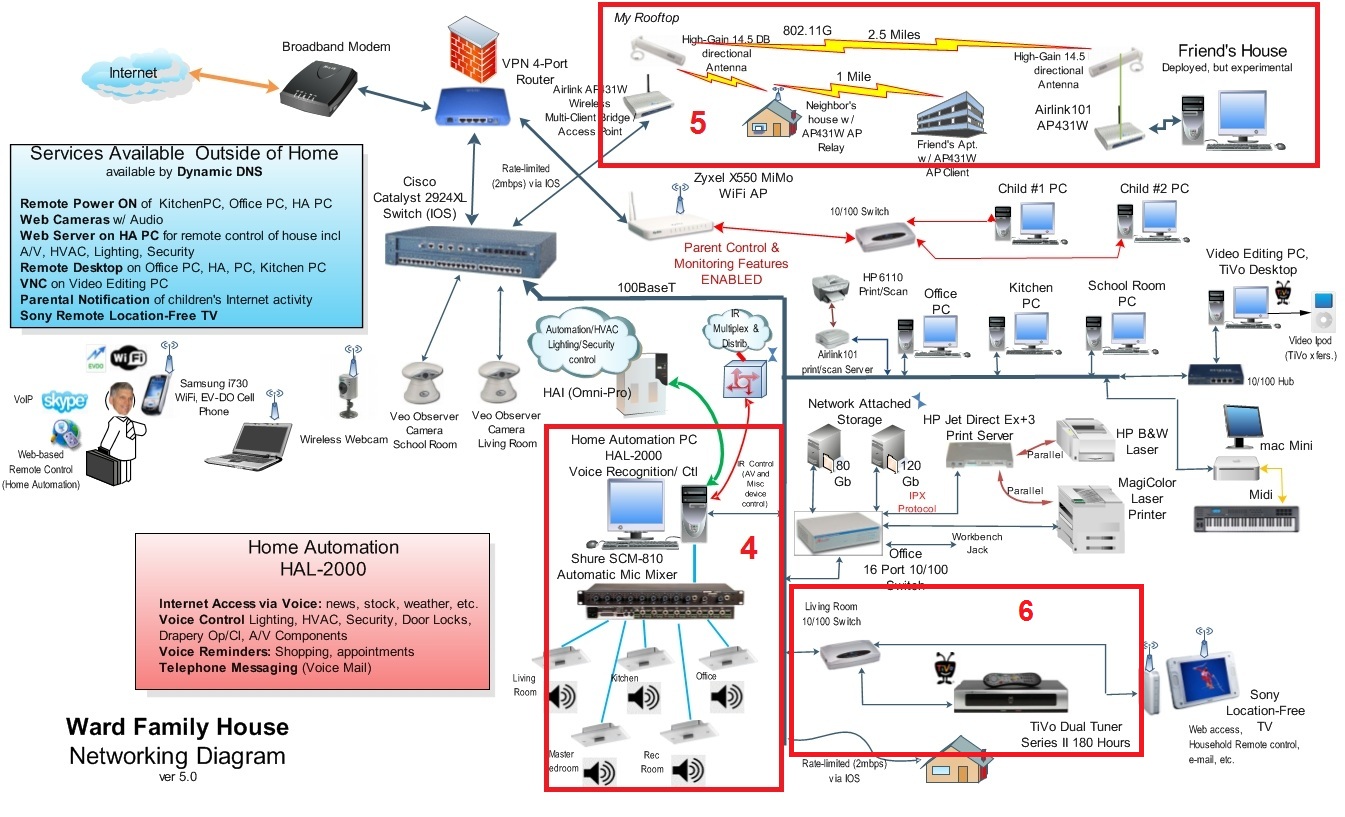 My Rooftop
802.11G
2.5 Miles
High-Gain 14.5 DB
directional
Antenna
High-Gain 14.5
directional
Antenna
Friend's House
Deployed, but experimental
1 Mile
Airlink101
AP431W
5
Neighbor's
house w/
AP431W AP
Relay
Friend's Apt.
w/ AP431W
AP Client
Internet
Broadband Modem
VPN 4-Port
Router
Airlink AP431W
Wireless
Multi-Client Bridge /
Access Point
Rate-limited
(2mbps) via IOS
Cisco
Catalyst 2924XL
Switch (IOS)
Zyxel X550 MiMo
WiFi AP
Parent Control &
Monitoring Features
ENABLED
10/100 Switch
Child #1 PC
Child #2 PC
Services Available Outside of Home
available by Dynamic DNS
Remote Power ON of KitchenPC, Office PC, HA PC
Web Cameras w/ Audio
Web Server on HA PC for remote control of house incl
A/V, HVAC, Lighting, Security
Remote Desktop on Office PC, HA, PC, Kitchen PC
VNC on Video Editing PC
Parental Notification of children's Internet activity
Sony Remote Location-Free TV
100BaseT
HP 6110
Print/Scan
Airlink101
print/scan Server
Office
PC
Kitchen
PC
School Room
PC
Video Editing PC,
TiVo Desktop
TiVo
Video Ipod
(TiVo xfers.)
10/100 Hub
Automation/HVAC
Lighting/Security
control
HAI (Omni-Pro)
IR
Multiplex &
Distrib.
EVDO
Wi Fi
VoIP
skype
Samsung i730
WiFi, EV-DO Cell
Phone
Web-based
Remote Control
(Home Automation)
Wireless Webcam
Veo Observer
Camera
School Room
Veo Observer
Camera
Living Room
Network Attached
Storage
80
Gb
120
Gb
IPX
Protocol
HP Jet Direct Ex+3
Print Server
Parallel
HP B&W
Laser
Parallel
MagiColor
Laser
Printer
mac Mini
Midi
Workbench
Jack
Office
16 Port 10/100
Switch
Home Automation PC
HAL-2000
Voice Recognition/ Ctl
IR Control
(AV and
Misc
device
control)
4
Shure SCM-810
Automatic Mic Mixer
Living
Room
Kitchen
Office
Master
edroom
Rec
Room
Home Automation
HAL-2000
Internet Access via Voice: news, stock, weather, etc.
Voice Control Lighting, HVAC, Security, Door Locks,
Drapery Op/Cl, A/V Components
Voice Reminders: Shopping, appointments
Telephone Messaging (Voice Mail)
Living Room
10/100 Switch
6
TiVo
TiVo Dual Tuner
Series II 180 Hours
Sony
Location-Free
TV
Web access,
Household Remote control,
e-mail, etc.
Rate-limited (2mbps)
via IOS
Ward Family House
Networking Diagram
ver 5.0